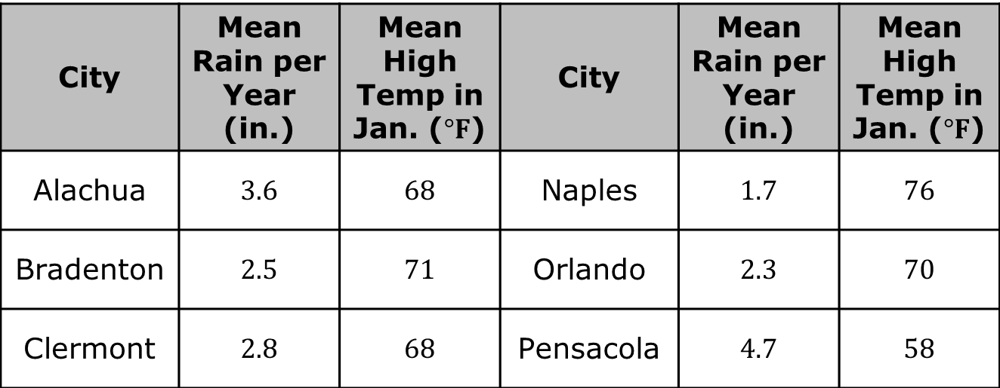 City | Mean Rain per Year (in.) | Mean High Temp in Jan. (°F) | City | Mean Rain per Year (in.) | Mean High Temp in Jan. (°F)
Alachua | 3.6 | 68 | Naples | 1.7 | 76
Bradenton | 2.5 | 71 | Orlando | 2.3 | 70
Clermont | 2.8 | 68 | Pensacola | 4.7 | 58